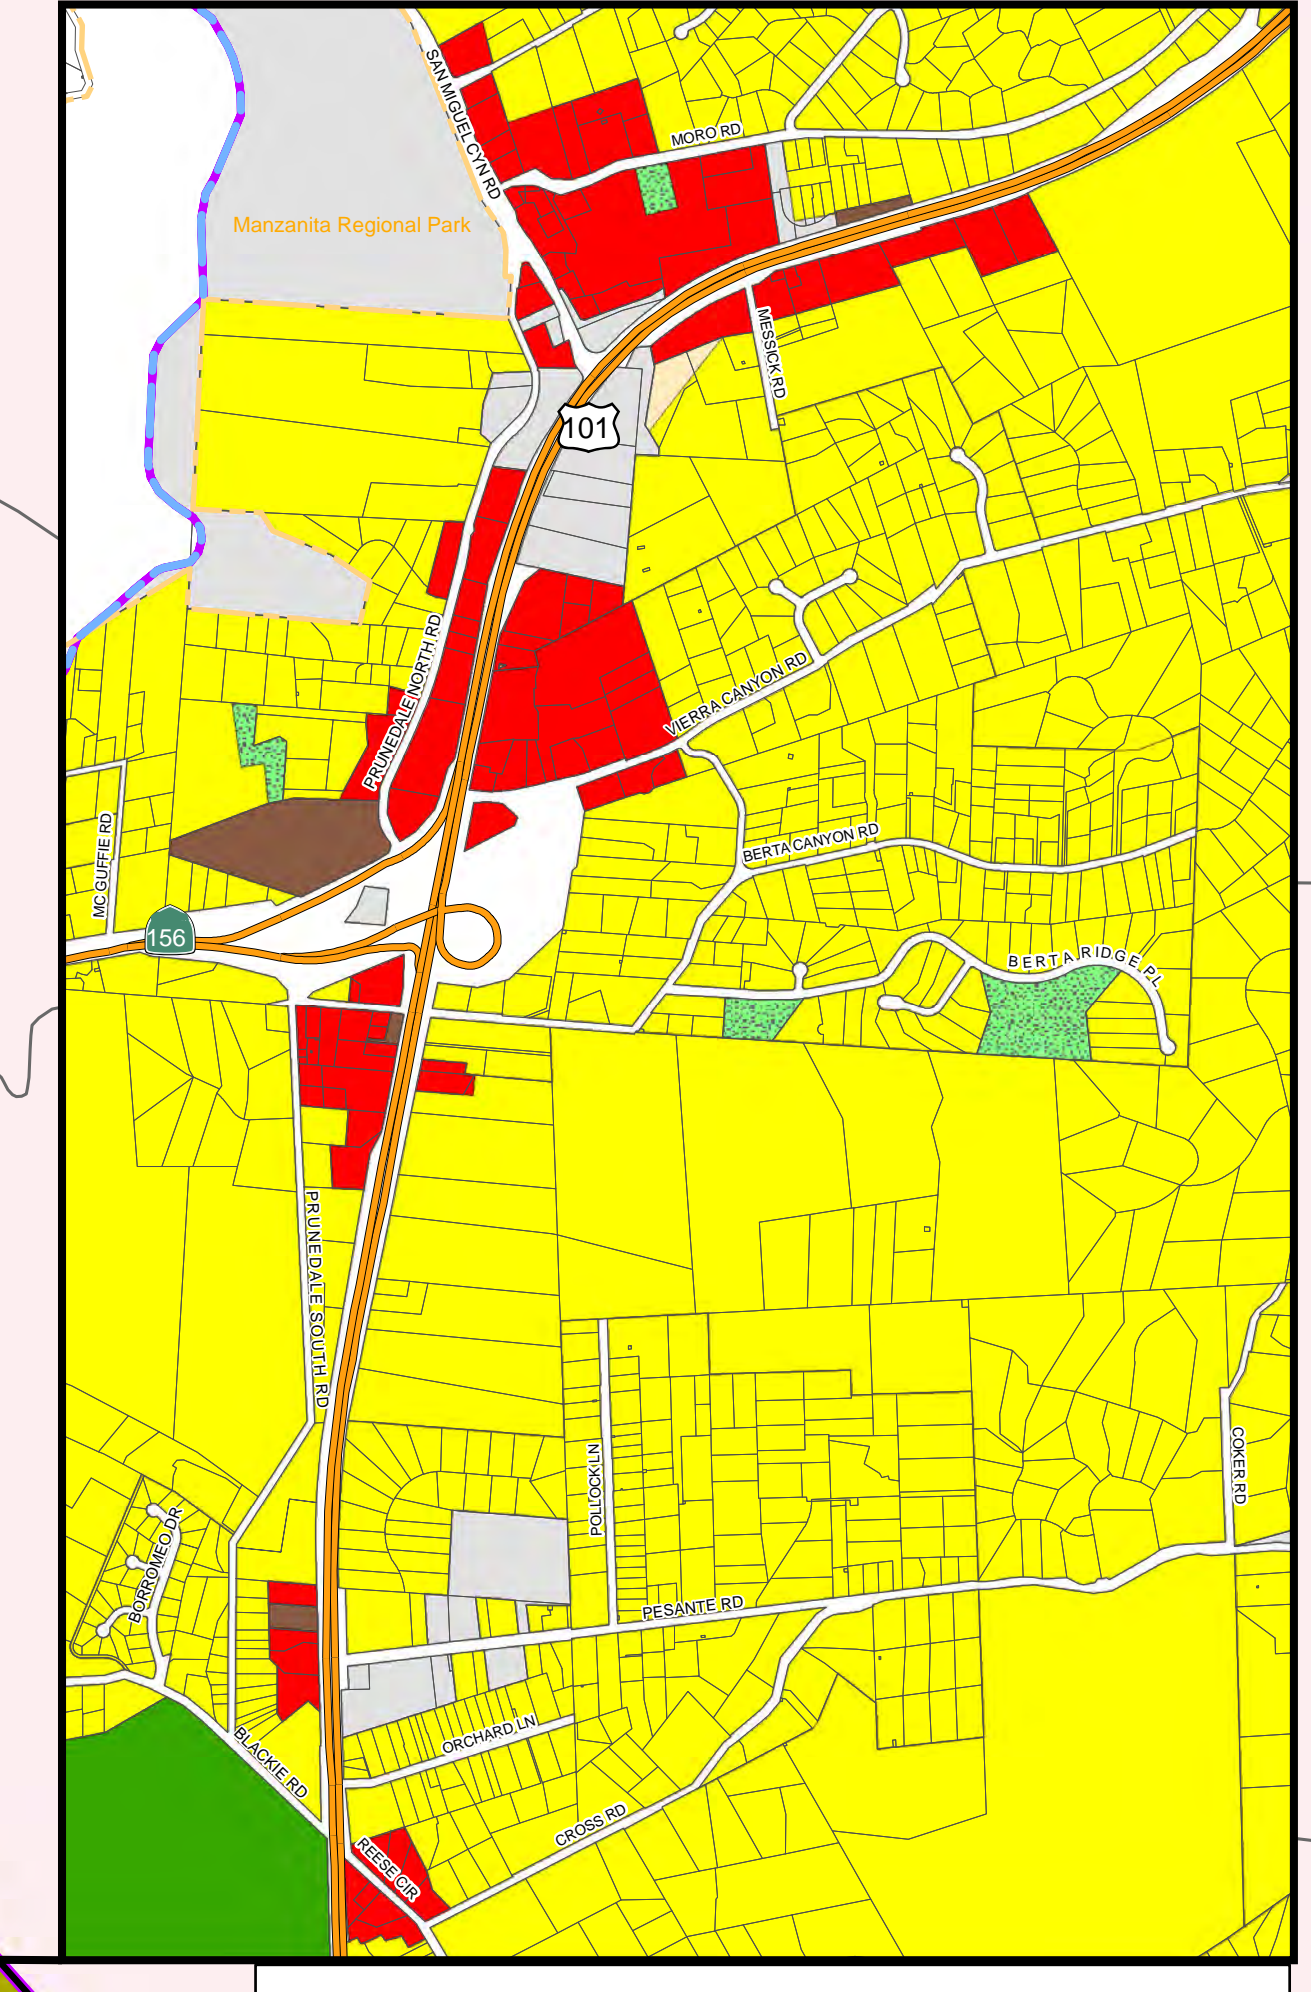 SAN MIGUEL CYN RD
MORO RD
Manzanita Regional Park
MESSICK RD
101
PRUNEDALE NORTH RD
VIERRA CANYON RD
MC GUFFIE RD
BERTA CANYON RD
156
BERTA RIDGE PL
PRUNEDALE SOUTH RD
POLLOCK LN
COKER RD
BORROMEO DR
PESANTE RD
BLACKIE RD
ORCHARD LN
CROSS RD
REESE CIR